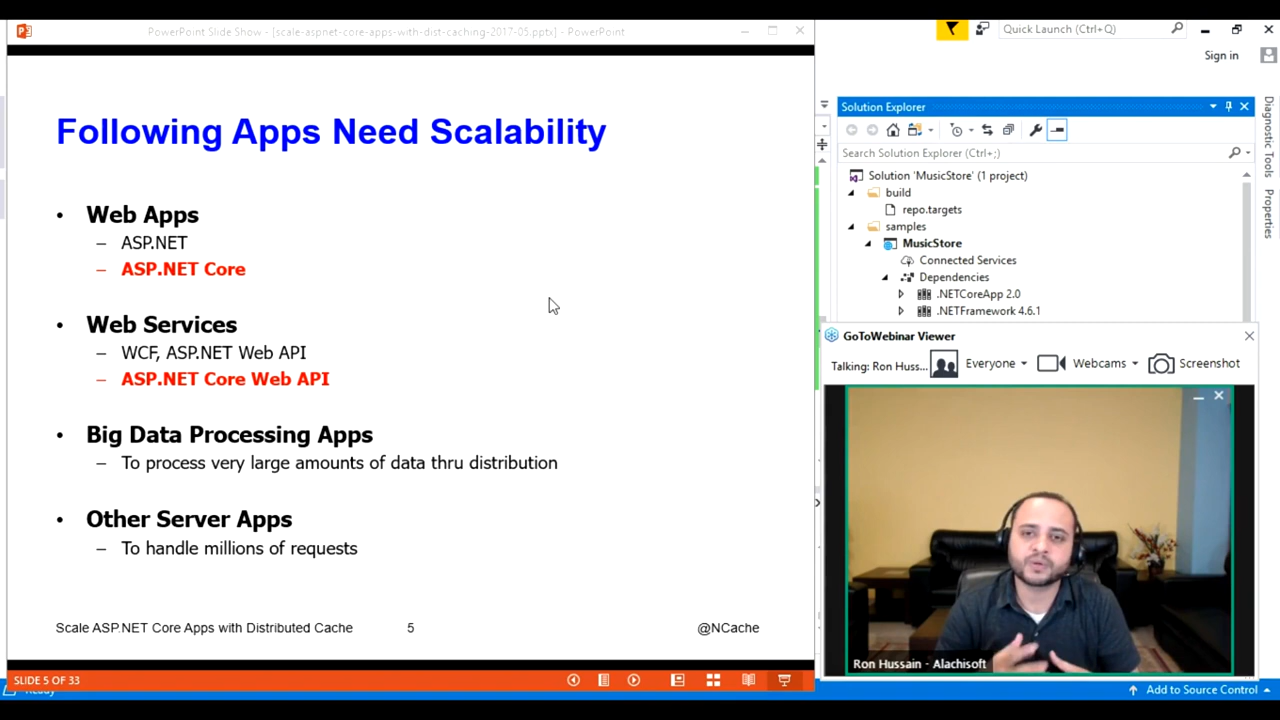 PowerPoint Slide Show - [scale-aspnet-core-apps-with-dist-caching-2017-05.pptx] - PowerPoint
Following Apps Need Scalability
• Web Apps
– ASP.NET
– ASP.NET Core
• Web Services
– WCF, ASP.NET Web API
– ASP.NET Core Web API
• Big Data Processing Apps
– To process very large amounts of data thru distribution
• Other Server Apps
– To handle millions of requests
Scale ASP.NET Core Apps with Distributed Cache 5 @NCache
SLIDE 5 OF 33
Ready
Quick Launch (Ctrl+Q)
Sign in
Solution Explorer
Search Solution Explorer (Ctrl+;)
Solution 'MusicStore' (1 project)
build
repo.targets
samples
MusicStore
Connected Services
Dependencies
.NETCoreApp 2.0
.NETFramework 4.6.1
Diagnostic Tools
Properties
GoToWebinar Viewer
Talking: Ron Huss... Everyone Webcams Screenshot
Ron Hussain - Alachisoft
Add to Source Control